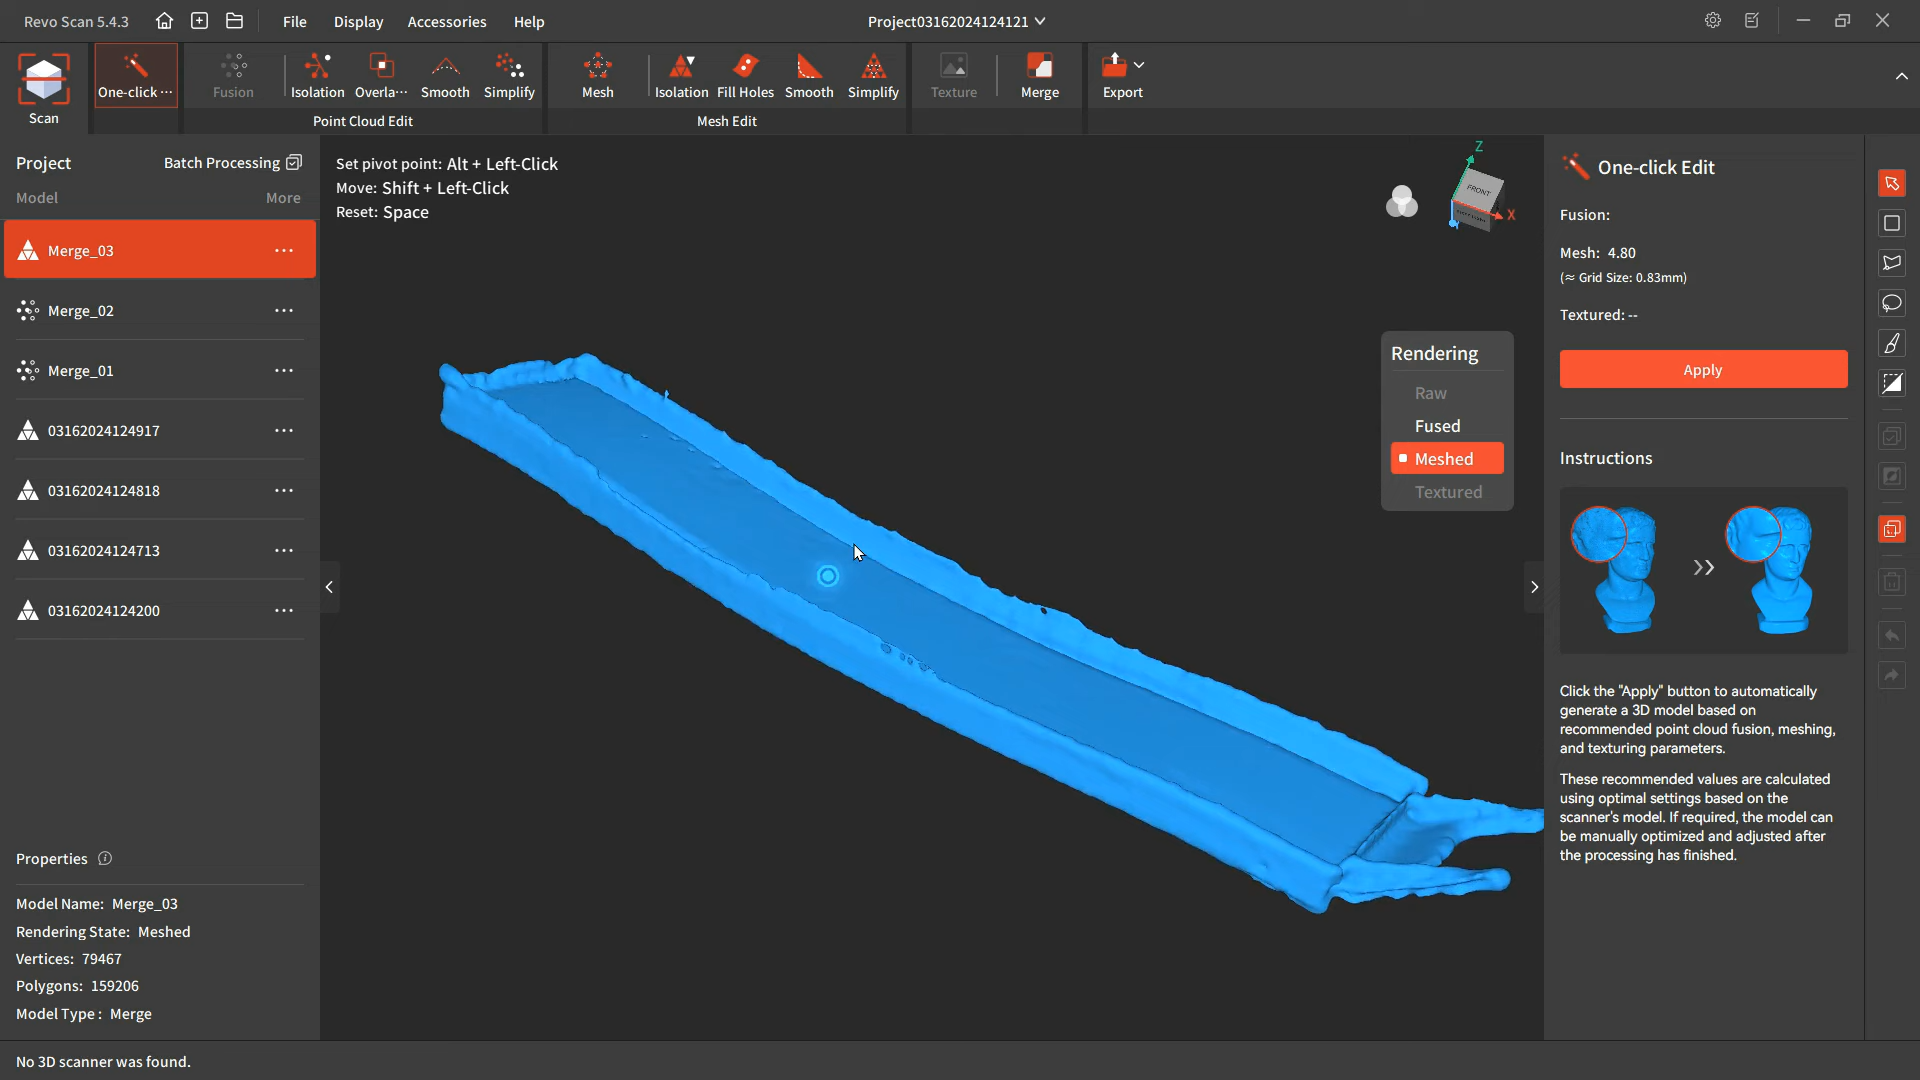 Revo Scan 5.4.3
File
Display
Accessories
Help
Project03162024124121
Scan
One-click ···
Fusion
Isolation
Overla···
Smooth
Simplify
Point Cloud Edit
Mesh
Isolation
Fill Holes
Smooth
Simplify
Mesh Edit
Texture
Merge
Export
Project
Batch Processing
Model
More
Merge_03
Merge_02
Merge_01
03162024124917
03162024124818
03162024124713
03162024124200
Properties
Model Name: Merge_03
Rendering State: Meshed
Vertices: 79467
Polygons: 159206
Model Type : Merge
No 3D scanner was found.
Set pivot point: Alt + Left-Click
Move: Shift + Left-Click
Reset: Space
Z
FRONT
X
Rendering
Raw
Fused
Meshed
Textured
One-click Edit
Fusion:
Mesh: 4.80
(≈ Grid Size: 0.83mm)
Textured: --
Apply
Instructions
Click the "Apply" button to automatically
generate a 3D model based on
recommended point cloud fusion, meshing,
and texturing parameters.
These recommended values are calculated
using optimal settings based on the
scanner's model. If required, the model can
be manually optimized and adjusted after
the processing has finished.